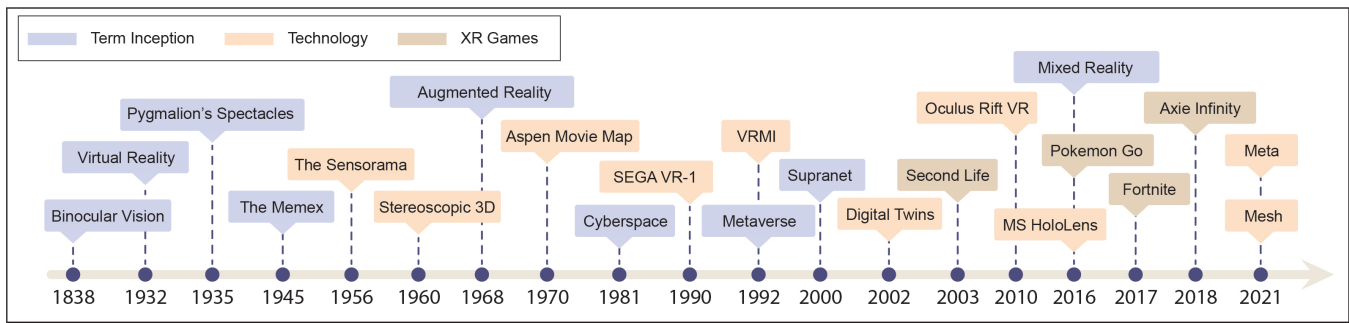 Term Inception
Technology
XR Games
Binocular Vision
Virtual Reality
Pygmalion’s Spectacles
The Memex
The Sensorama
Stereoscopic 3D
Augmented Reality
Aspen Movie Map
Cyberspace
SEGA VR-1
VRMI
Metaverse
Supranet
Digital Twins
Second Life
Oculus Rift VR
Mixed Reality
Pokemon Go
MS HoloLens
Fortnite
Axie Infinity
Meta
Mesh
1838 1932 1935 1945 1956 1960 1968 1970 1981 1990 1992 2000 2002 2003 2010 2016 2017 2018 2021